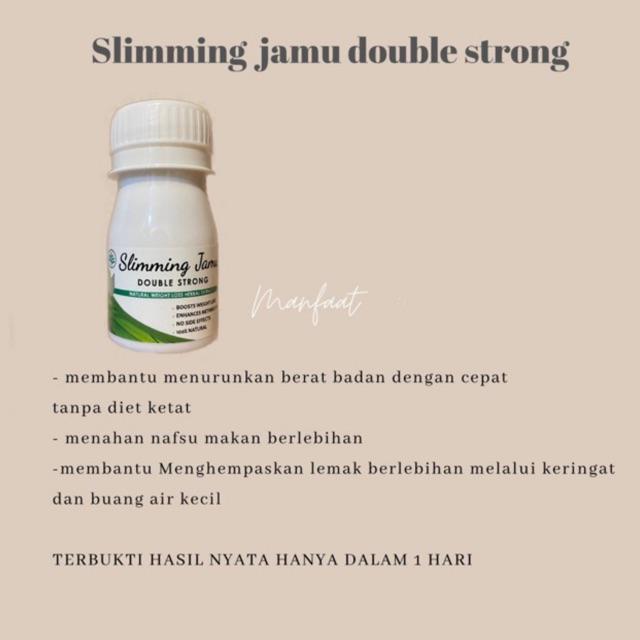 Slimming jamu double strong
Slimming Jamu
DOUBLE STRONG
NATURAL WEIGHT LOSS HERBAL
- BOOSTS WEIGHT
- ENHANCES
- NO SIDE EFFECTS
- 100% NATURAL
Manfaat
- membantu menurunkan berat badan dengan cepat
tanpa diet ketat
- menahan nafsu makan berlebihan
-membantu Menghempaskan lemak berlebihan melalui keringat
dan buang air kecil
TERBUKTI HASIL NYATA HANYA DALAM 1 HARI